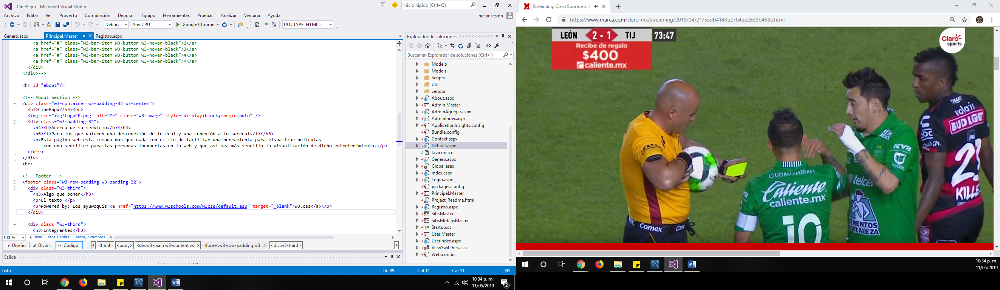 CinePapu - Microsoft Visual Studio
Inicio rápido (Ctrl+Q)
Archivo Editar Ver Proyecto Compilación Depurar Equipo Herramientas Pruebas Analizar Ventana Ayuda
Iniciar sesión
Debug Any CPU Google Chrome DOCTYPE: HTML5
Genero.aspx Principal.Master Registro.aspx
<a href="#" class="w3-bar-item w3-button w3-hover-black">2</a>
<a href="#" class="w3-bar-item w3-button w3-hover-black">3</a>
<a href="#" class="w3-bar-item w3-button w3-hover-black">4</a>
<a href="#" class="w3-bar-item w3-button w3-hover-black">»</a>
</div>
</div>-->
<hr id="about"/>
<!-- About Section -->
<div class="w3-container w3-padding-32 w3-center">
<h3>CinePapu</h3><br>
<img src="img/LogoCP.png" alt="Me" class="w3-image" style="display:block;margin:auto" />
<div class="w3-padding-32">
<h4><b>Acerca de su servicio</b></h4>
<h6><i>Para los que quieren una desconexión de lo real y una conexión a lo surreal</i></h6>
<p>Esta página web esta creada más que nada con el fin de facilitar una herramienta para visualizar películas
con una sencillez para las personas inexpertas en la web y que así sea más sencillo la visualización de dicho entretenimiento.</p>
</div>
</div>
<hr>
<!-- Footer -->
<footer class="w3-row-padding w3-padding-32">
<div class="w3-third">
<h3>Algo que poner</h3>
<p>El texto </p>
<p>Powered by: Los ayuwoquis <a href="https://www.w3schools.com/w3css/default.asp" target="_blank">w3.css</a></p>
</div>
<div class="w3-third">
<h3>Integrantes</h3>
100 % RikaSJ, Hace 10 días | 1 autor, 2 cambios
Diseño Dividir Código <html> <body> <div.w3-main w3-content w...> <footer.w3-row-padding w3...> <div.w3-third>
Salida
Listo Lín 89 Col 11 Car 11 INS
Explorador de soluciones
Buscar en Explorador de soluciones (Ctrl+´)
Modelo
Models
Scripts
Util
vendor
About.aspx
Admin.Master
AdminAgregar.aspx
AdminIndex.aspx
ApplicationInsights.config
Bundle.config
Contact.aspx
Default.aspx
favicon.ico
Genero.aspx
Global.asax
index.aspx
Login.aspx
packages.config
Principal.Master
Project_Readme.html
Registro.aspx
Site.Master
Site.Mobile.Master
Startup.cs
User.Master
UserIndex.aspx
ViewSwitcher.ascx
Web.config
10:34 p. m.
11/05/2019
2
Streaming: Claro Sports en d
https://www.marca.com/claro-mx/streaming/2018/04/21/5adb4143e2704ee2638b468e.html
LEÓN 2 - 1 TIJ 73:47
Recibe de regalo
$400
caliente.mx
Claro
sports
Comex
CIUDAD MADERAS
Caliente
caliente.mx
10
telcel
CEMENTOS
FORTALEZA
KVB
volaris
BUD LIGHT
abc
Carl's Jr.
10:34 p. m.
11/05/2019